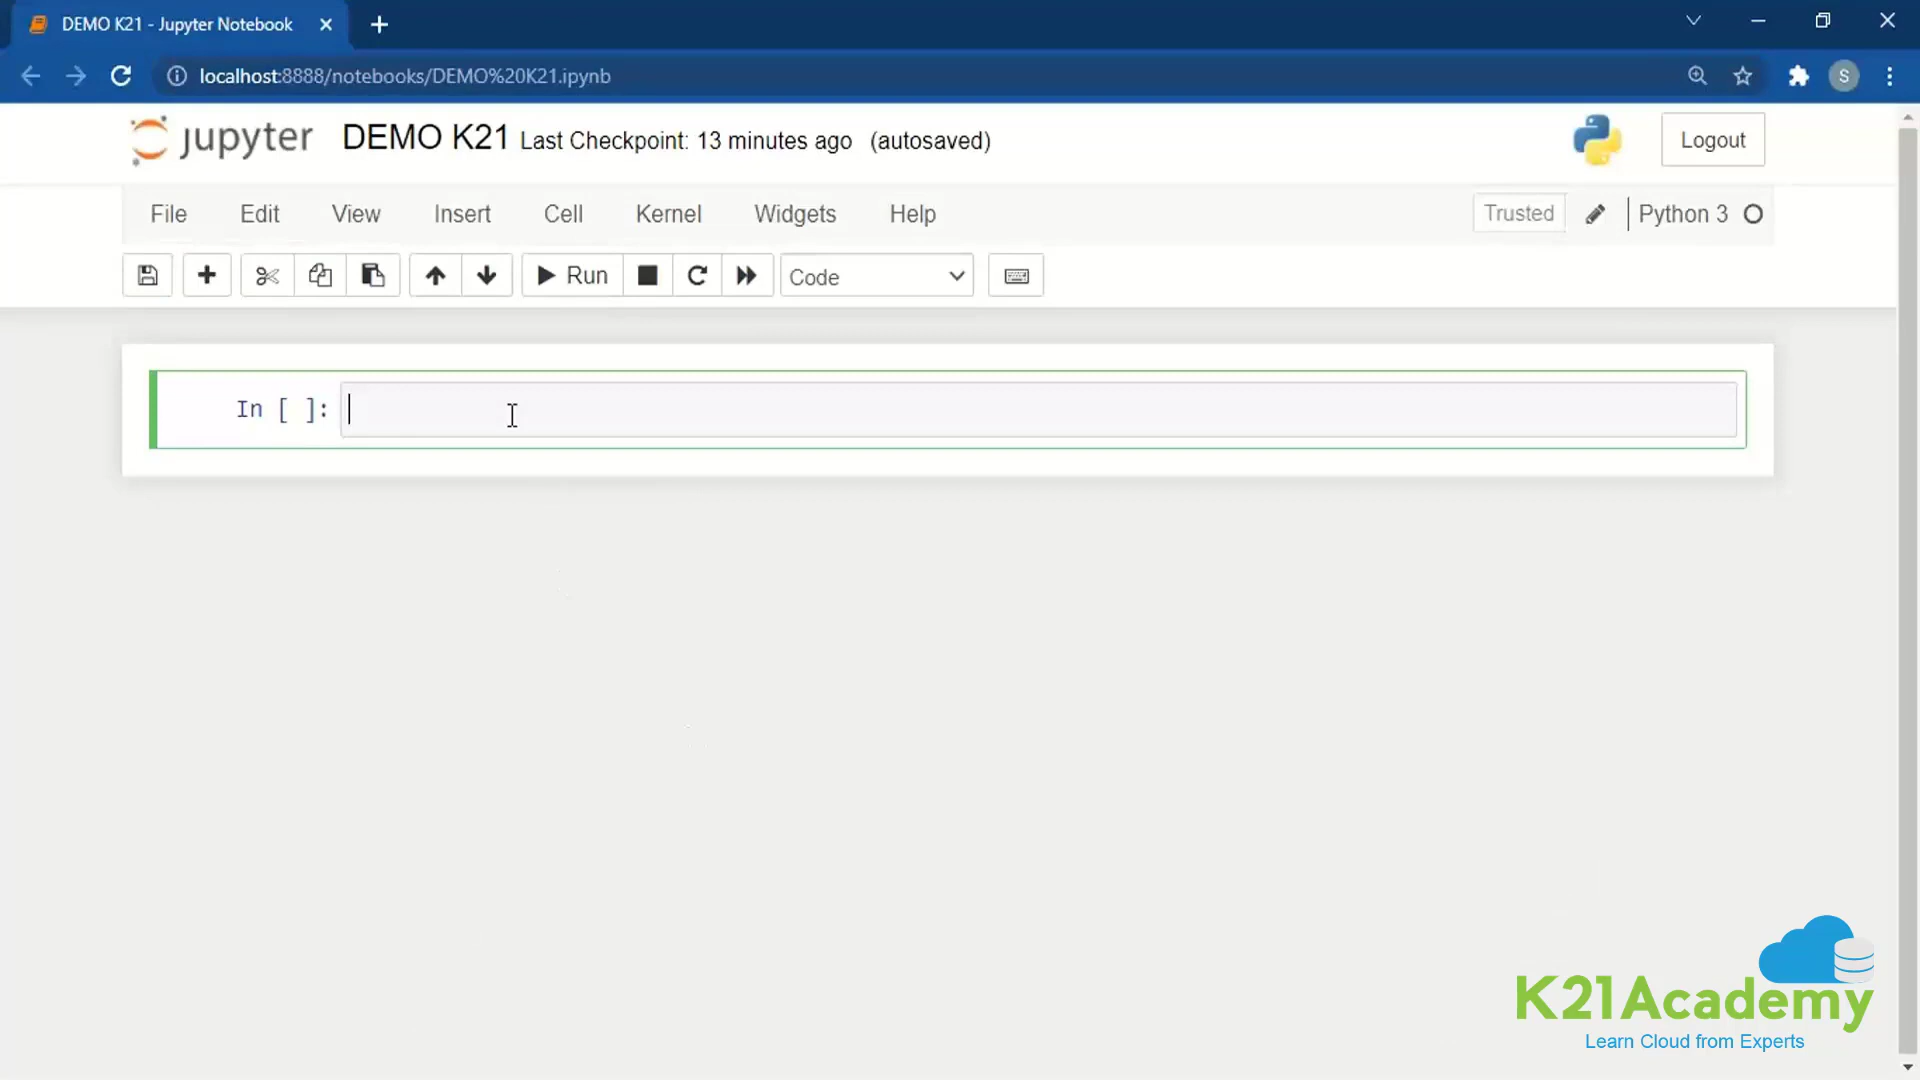 DEMO K21 - Jupyter Notebook
localhost:8888/notebooks/DEMO%20K21.ipynb
S
jupyter DEMO K21 Last Checkpoint: 13 minutes ago (autosaved)
Logout
File Edit View Insert Cell Kernel Widgets Help
Trusted
Python 3
Run
Code
In [ ]:
K21Academy
Learn Cloud from Experts